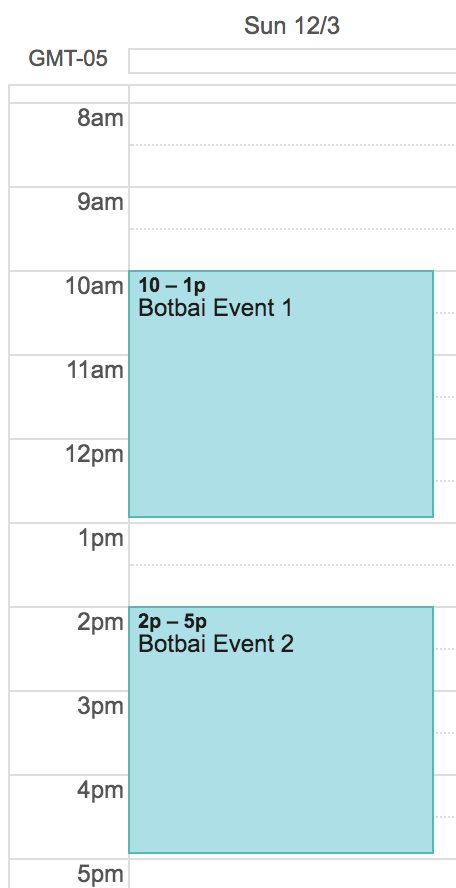 Sun 12/3
GMT-05
8am
9am
10am
10 – 1p
Botbai Event 1
11am
12pm
1pm
2pm
2p – 5p
Botbai Event 2
3pm
4pm
5pm